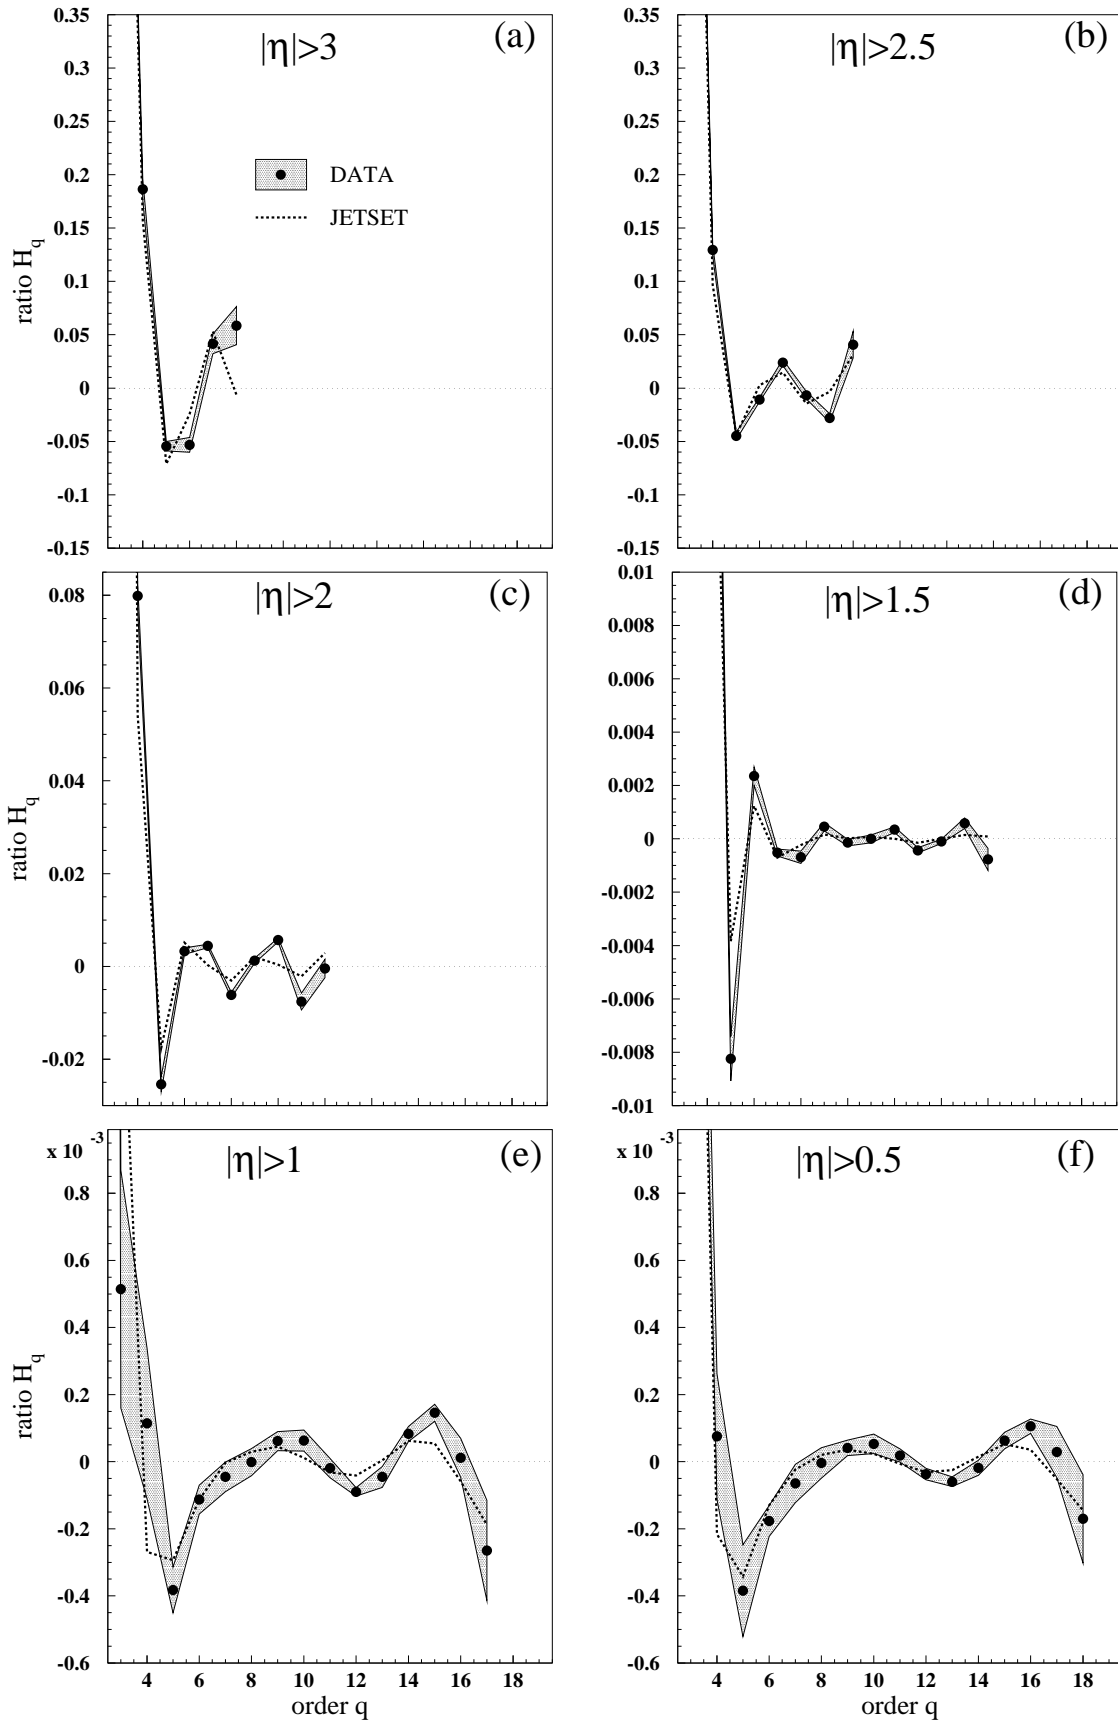 |η|>3
(a)
0.35
0.3
0.25
0.2
0.15
0.1
0.05
0
-0.05
-0.1
-0.15
ratio Hq
DATA
JETSET
|η|>2.5
(b)
0.35
0.3
0.25
0.2
0.15
0.1
0.05
0
-0.05
-0.1
-0.15
|η|>2
(c)
0.08
0.06
0.04
0.02
0
-0.02
ratio Hq
|η|>1.5
(d)
0.01
0.008
0.006
0.004
0.002
0
-0.002
-0.004
-0.006
-0.008
-0.01
x 10 -3
|η|>1
(e)
0.8
0.6
0.4
0.2
0
-0.2
-0.4
-0.6
ratio Hq
4 6 8 10 12 14 16 18
order q
x 10 -3
|η|>0.5
(f)
0.8
0.6
0.4
0.2
0
-0.2
-0.4
-0.6
4 6 8 10 12 14 16 18
order q